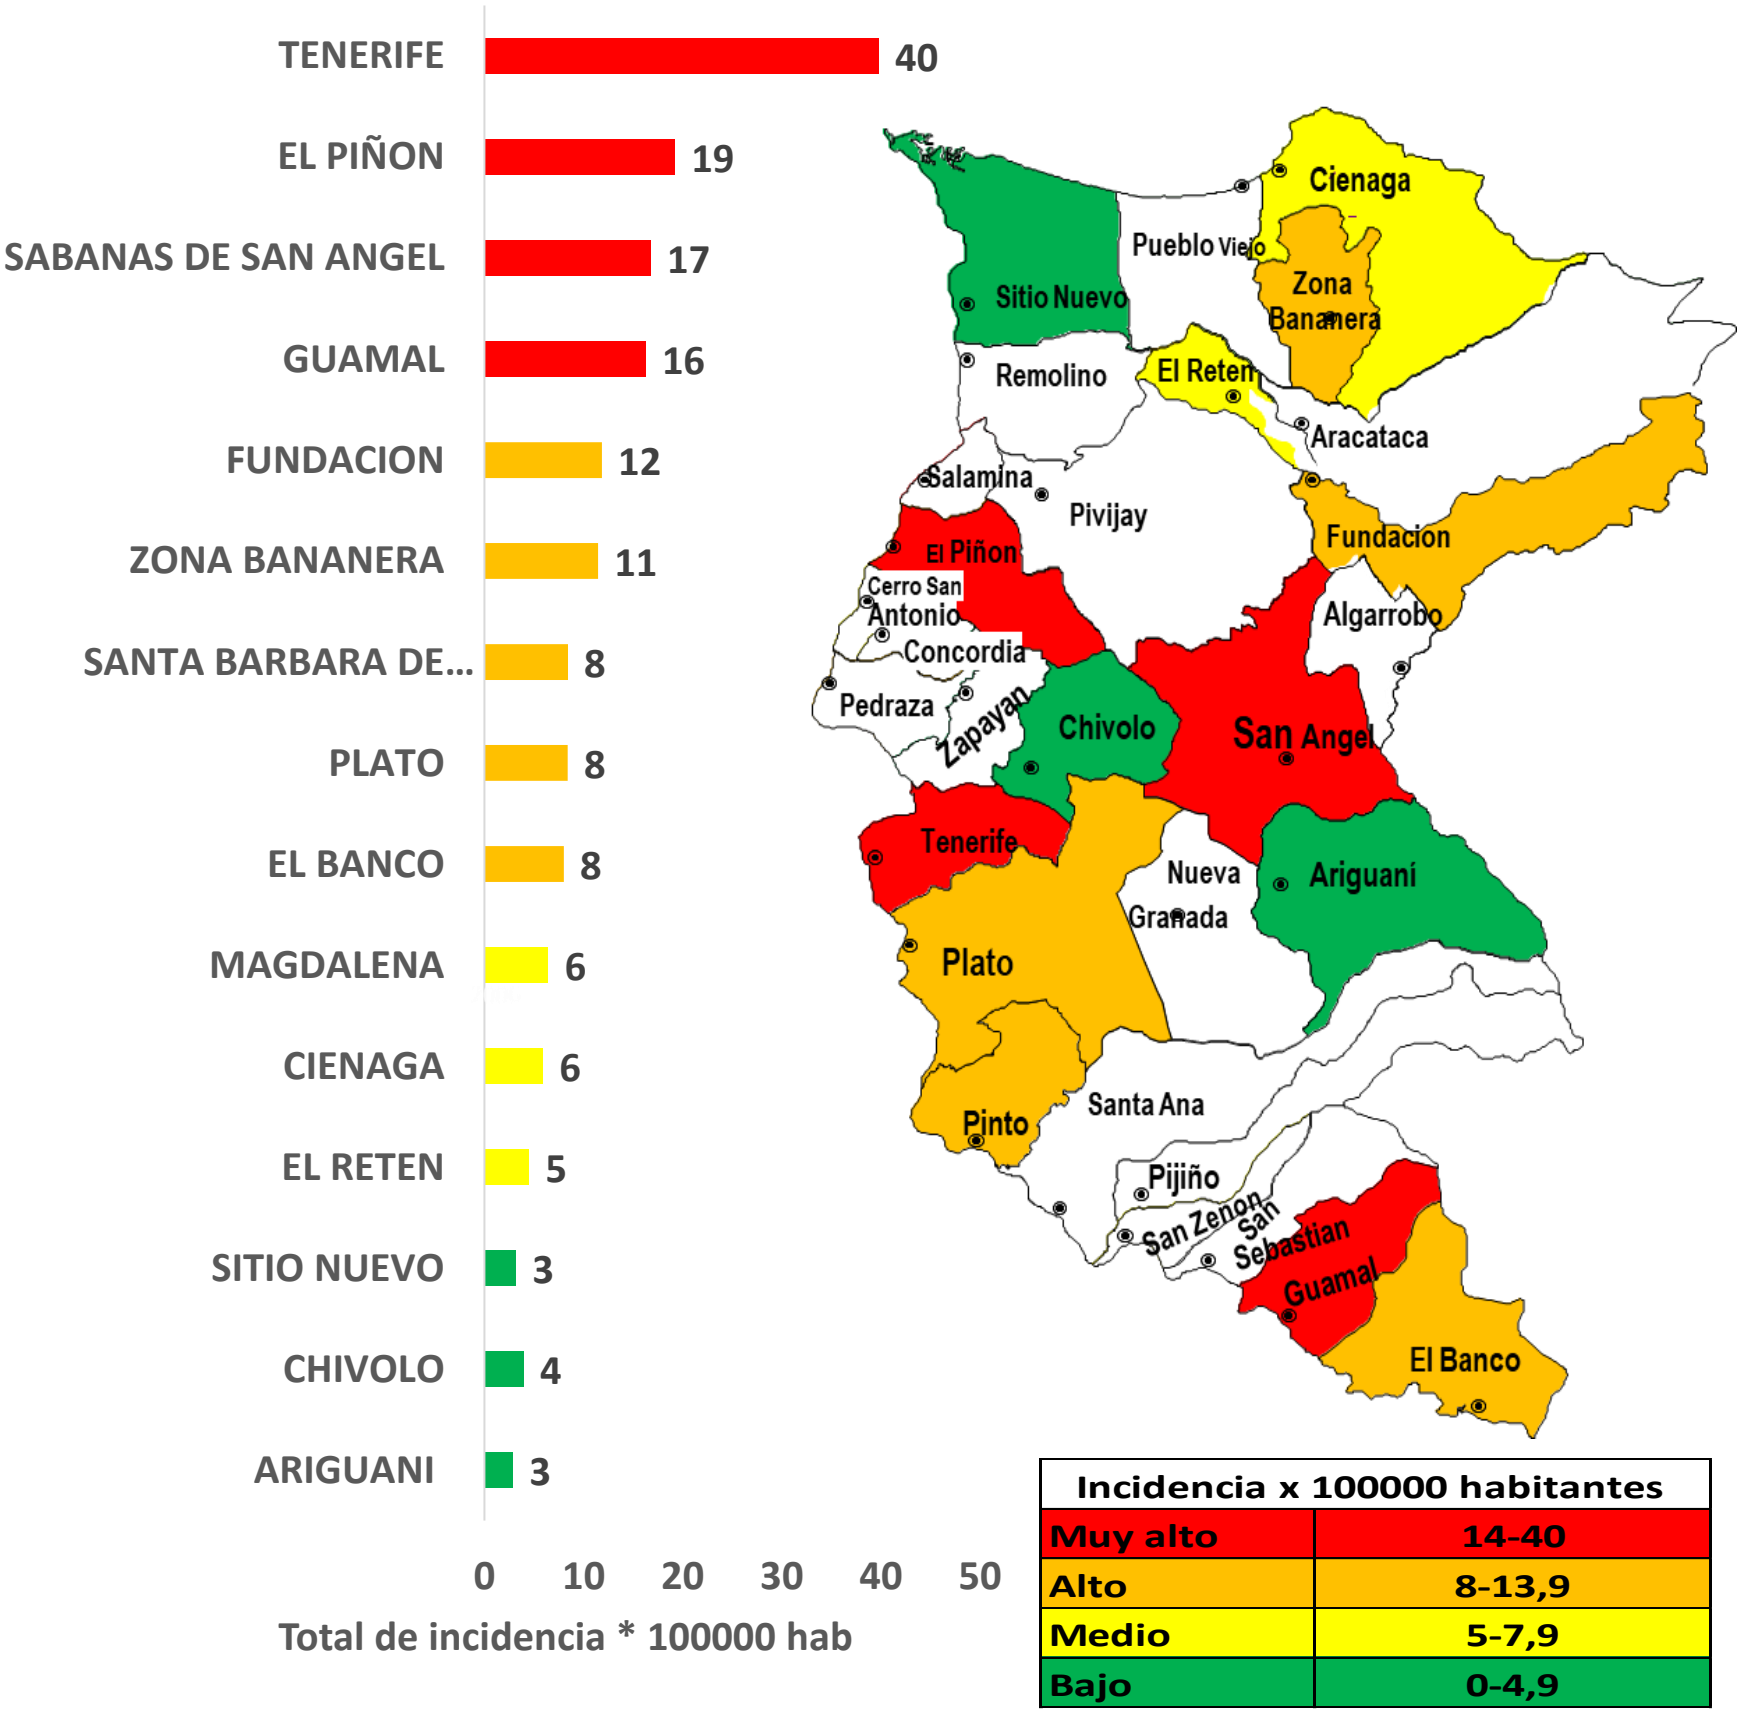 TENERIFE 40
EL PIÑON 19
SABANAS DE SAN ANGEL 17
GUAMAL 16
FUNDACION 12
ZONA BANANERA 11
SANTA BARBARA DE... 8
PLATO 8
EL BANCO 8
MAGDALENA 6
CIENAGA 6
EL RETEN 5
SITIO NUEVO 3
CHIVOLO 4
ARIGUANI 3
0 10 20 30 40 50
Total de incidencia * 100000 hab
Cienaga
Pueblo Viejo
Zona
Bananera
Sitio Nuevo
Remolino
El Reten
Aracataca
Salamina
Pivijay
Fundacion
El Piñon
Cerro San
Antonio
Algarrobo
Concordia
Pedraza
Zapayan
Chivolo
San Angel
Tenerife
Nueva
Granada
Ariguaní
Plato
Santa Ana
Pinto
Pijiño
San Zenon
San
Sebastian
Guamal
El Banco
Incidencia x 100000 habitantes
Muy alto 14-40
Alto 8-13,9
Medio 5-7,9
Bajo 0-4,9